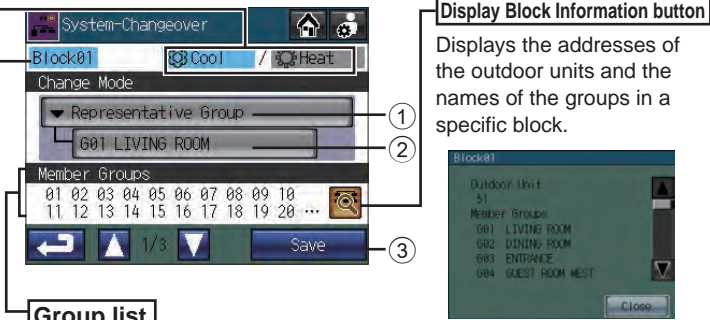 System-Changeover
Block01 Cool / Heat
Change Mode
▼ Representative Group
G01 LIVING ROOM
1
2
Member Groups
01 02 03 04 05 06 07 08 09 10
11 12 13 14 15 16 17 18 19 20 ...
1/3 Save
3
Group list
Display Block Information button
Displays the addresses of
the outdoor units and the
names of the groups in a
specific block.
Block01
Outdoor Unit
51
Member Groups
G01 LIVING ROOM
G02 DINING ROOM
G03 ENTRANCE
G04 GUEST ROOM WEST
Close